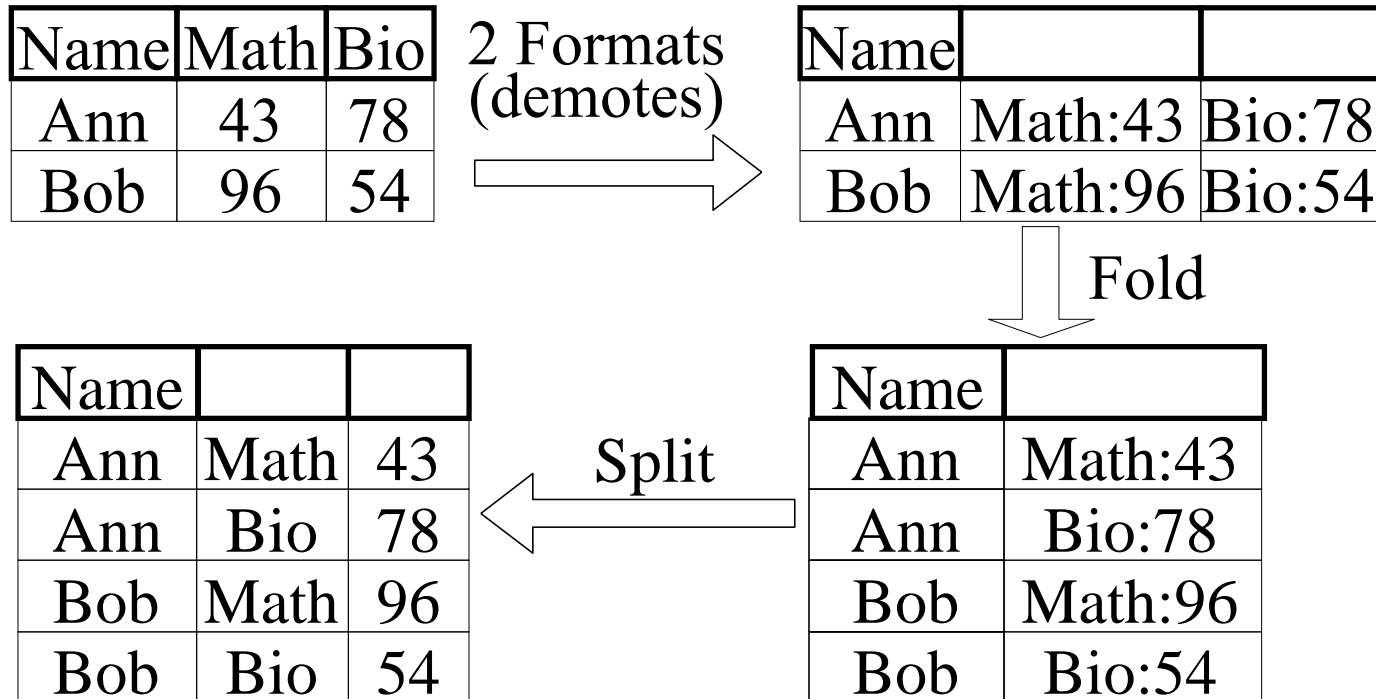 Name Math Bio
Ann 43 78
Bob 96 54
2 Formats
(demotes)
Name
Ann Math:43 Bio:78
Bob Math:96 Bio:54
Fold
Name
Ann Math:43
Ann Bio:78
Bob Math:96
Bob Bio:54
Split
Name
Ann Math 43
Ann Bio 78
Bob Math 96
Bob Bio 54